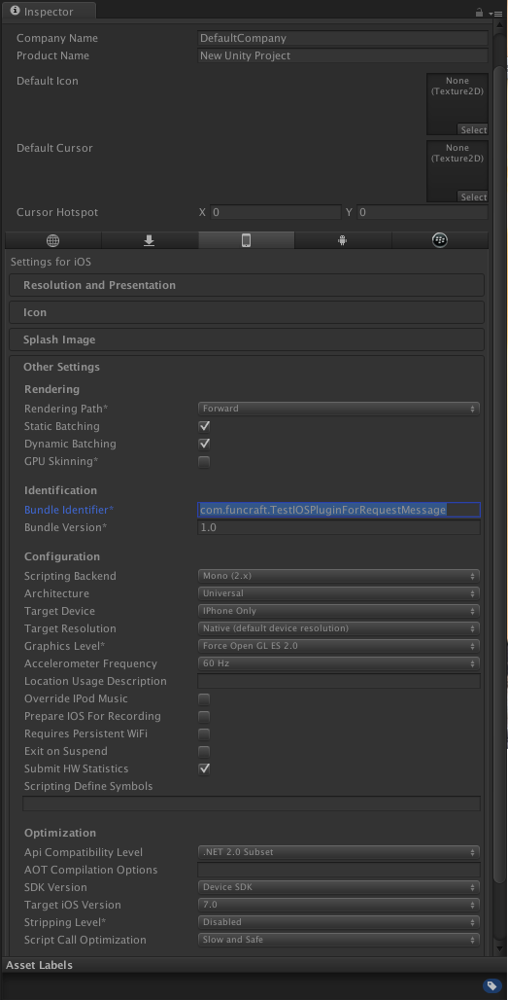 Inspector
Company Name DefaultCompany
Product Name New Unity Project
Default Icon None
(Texture2D)
Select
Default Cursor None
(Texture2D)
Select
Cursor Hotspot X 0 Y 0
Settings for iOS
Resolution and Presentation
Icon
Splash Image
Other Settings
Rendering
Rendering Path* Forward
Static Batching
Dynamic Batching
GPU Skinning*
Identification
Bundle Identifier* com.funcraft.TestIOSPluginForRequestMessage
Bundle Version* 1.0
Configuration
Scripting Backend Mono (2.x)
Architecture Universal
Target Device iPhone Only
Target Resolution Native (default device resolution)
Graphics Level* Force Open GL ES 2.0
Accelerometer Frequency 60 Hz
Location Usage Description
Override IPod Music
Prepare IOS For Recording
Requires Persistent WiFi
Exit on Suspend
Submit HW Statistics
Scripting Define Symbols
Optimization
Api Compatibility Level .NET 2.0 Subset
AOT Compilation Options
SDK Version Device SDK
Target iOS Version 7.0
Stripping Level* Disabled
Script Call Optimization Slow and Safe
Asset Labels